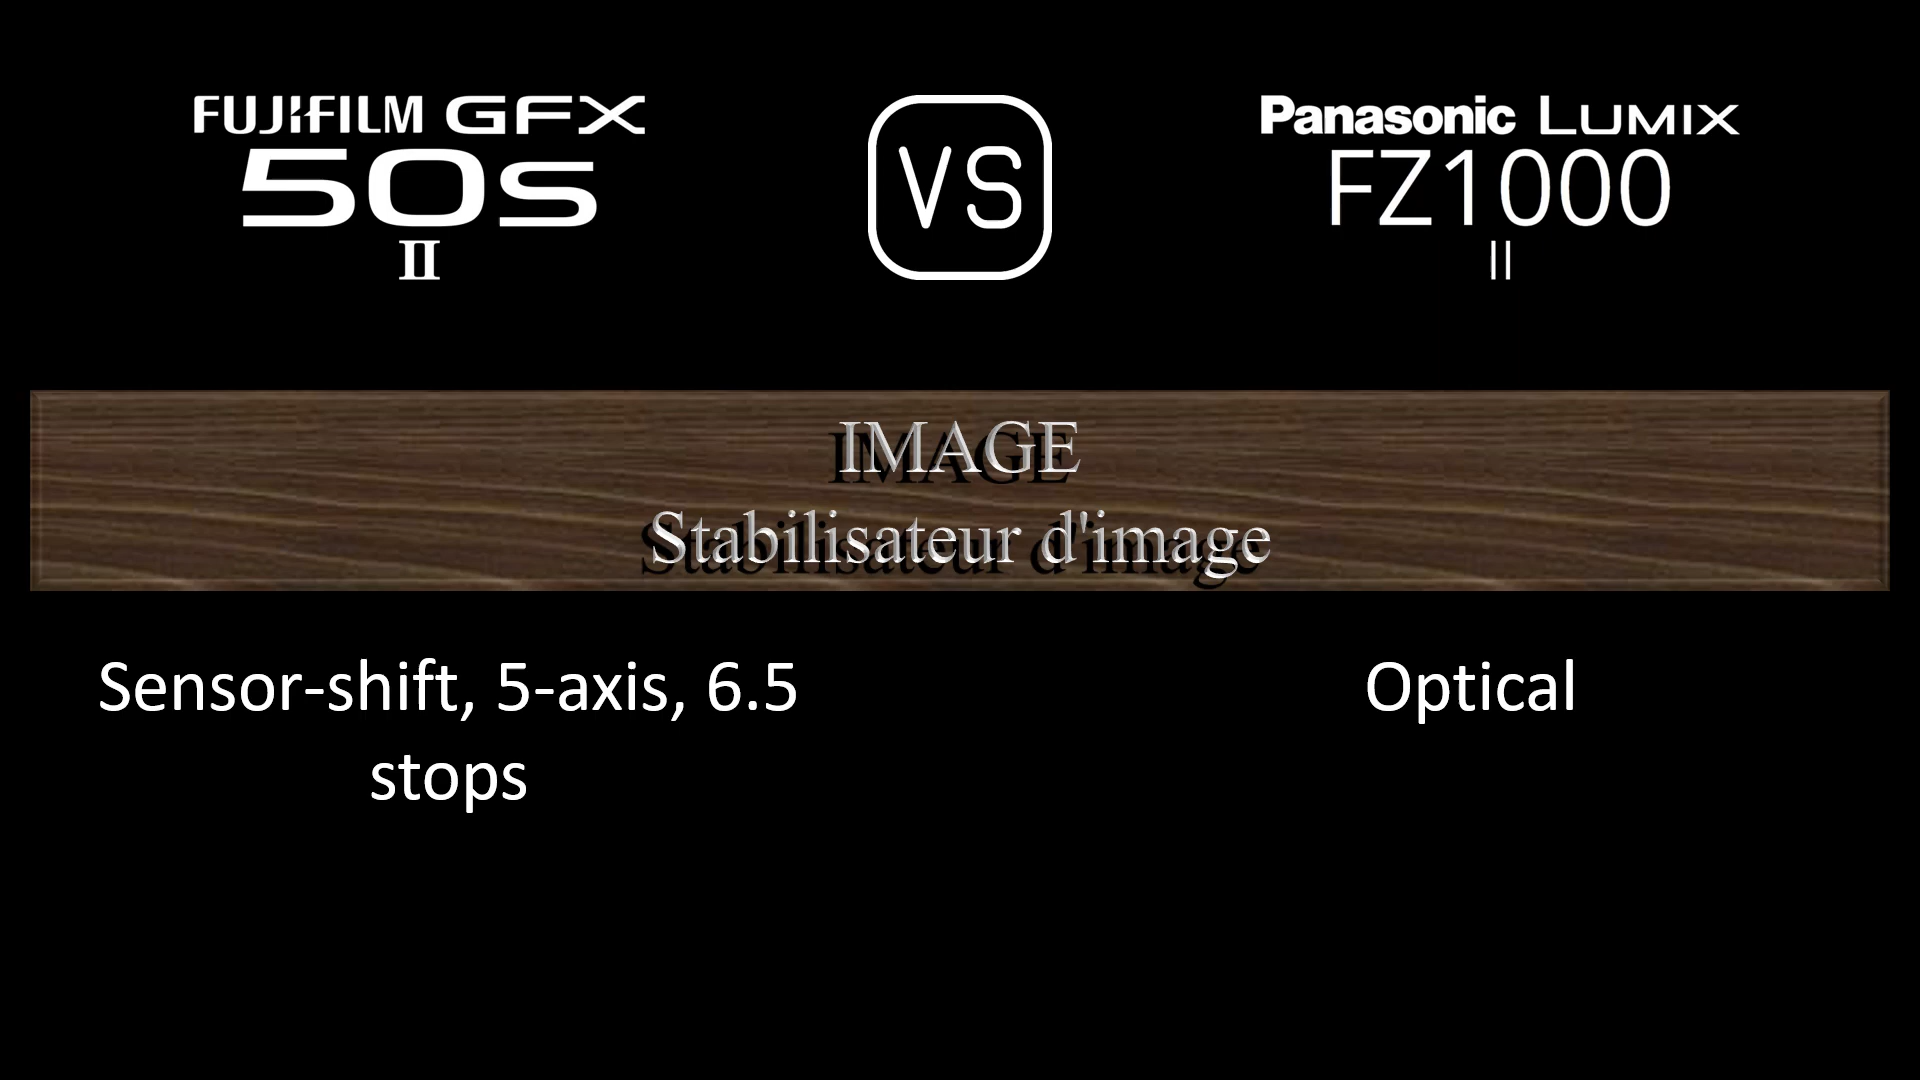 FUJIFILM GFX
50S
II
VS
Panasonic LUMIX
FZ1000
II
IMAGE
Stabilisateur d'image
Sensor-shift, 5-axis, 6.5
stops
Optical